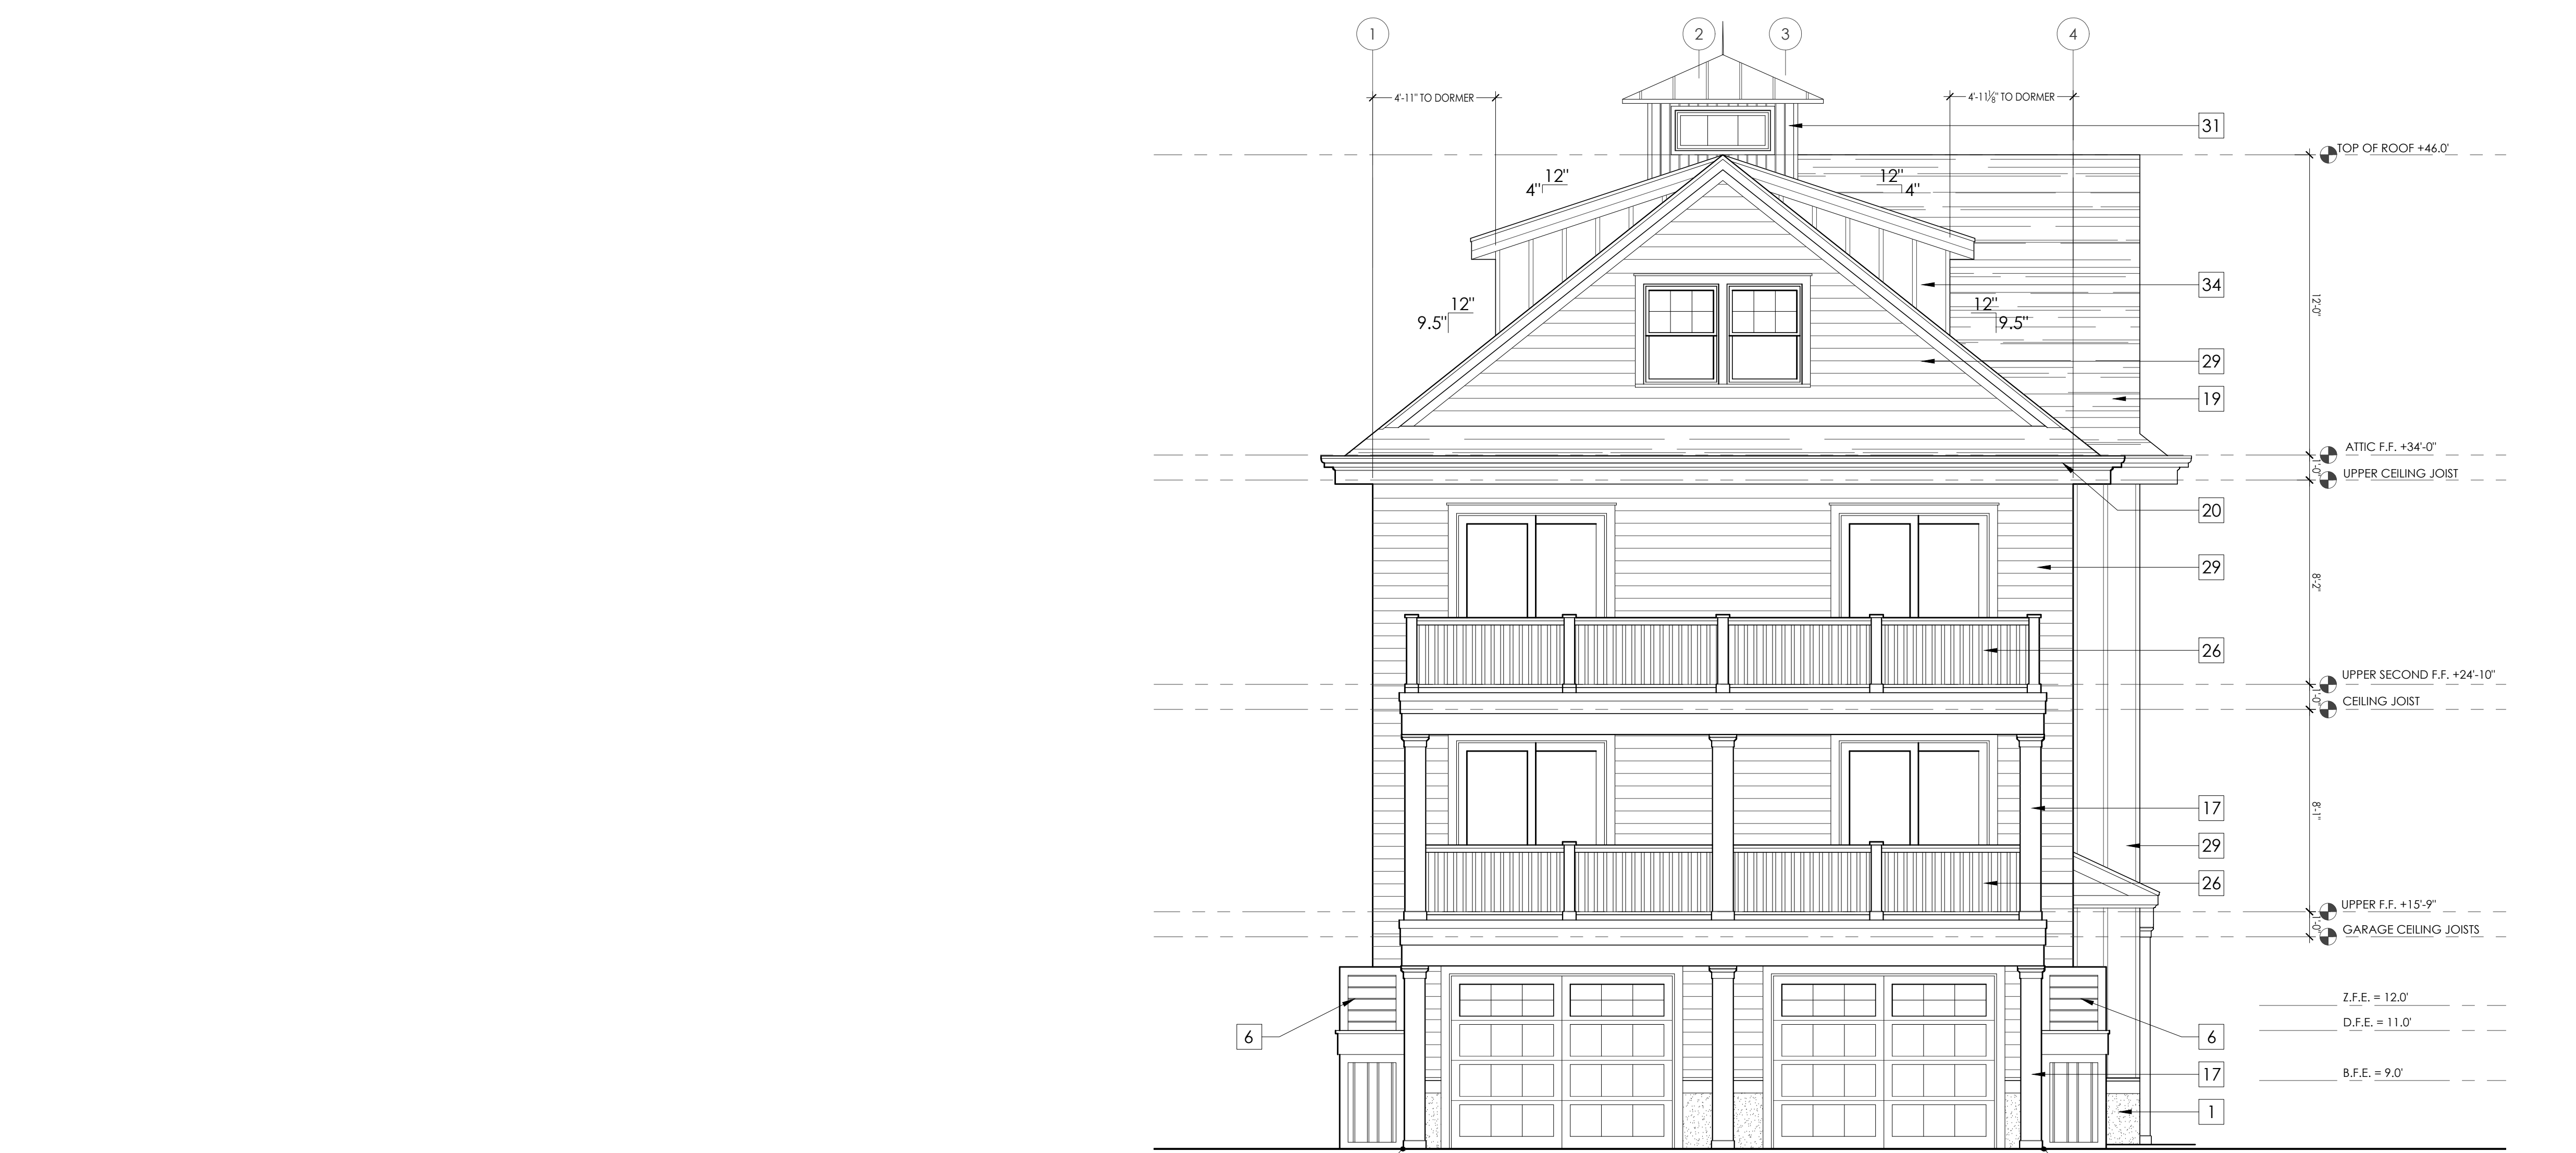 1
2
3
4
4'-11" TO DORMER
4'-11⅛" TO DORMER
31
TOP OF ROOF +46.0'
12"
4"
12"
4"
34
12"
9.5"
12"
9.5"
12'-0"
29
19
ATTIC F.F. +34'-0"
1'-0"
UPPER CEILING JOIST
20
29
8'-2"
26
UPPER SECOND F.F. +24'-10"
1'-0"
CEILING JOIST
17
8'-1"
29
26
UPPER F.F. +15'-9"
1'-0"
GARAGE CEILING JOISTS
Z.F.E. = 12.0'
D.F.E. = 11.0'
6
6
17
B.F.E. = 9.0'
1